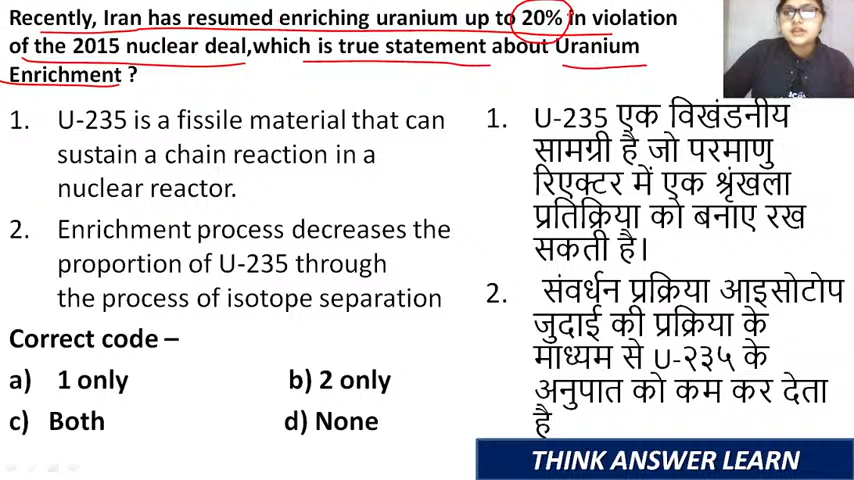 Recently, Iran has resumed enriching uranium up to 20% in violation
of the 2015 nuclear deal,which is true statement about Uranium
Enrichment ?
1. U-235 is a fissile material that can
sustain a chain reaction in a
nuclear reactor.
2. Enrichment process decreases the
proportion of U-235 through
the process of isotope separation
Correct code –
a) 1 only b) 2 only
c) Both d) None
1. U-235 एक विखंडनीय
सामग्री है जो परमाणु
रिएक्टर में एक श्रृंखला
प्रतिक्रिया को बनाए रख
सकती है।
2. संवर्धन प्रक्रिया आइसोटोप
जुदाई की प्रक्रिया के
माध्यम से U-२३५ के
अनुपात को कम कर देता
है
THINK ANSWER LEARN